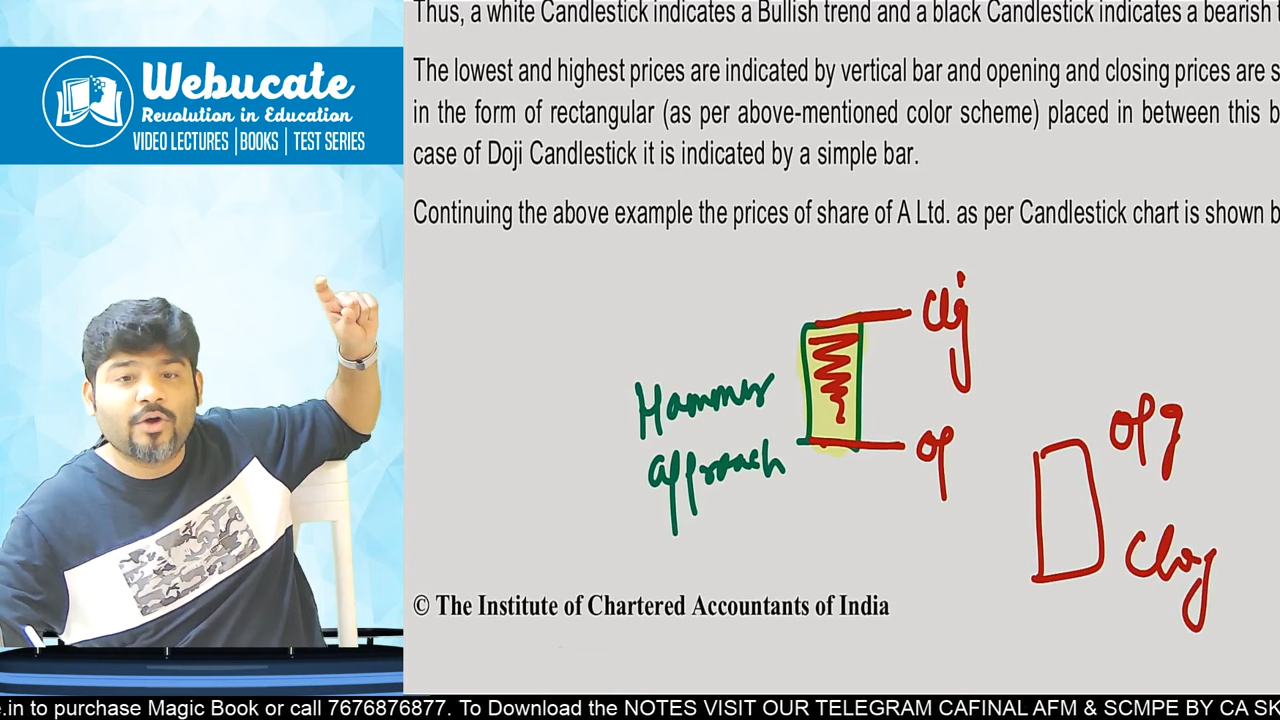 Thus, a white Candlestick indicates a Bullish trend and a black Candlestick indicates a bearish t
Webucate
Revolution in Education
VIDEO LECTURES | BOOKS | TEST SERIES
The lowest and highest prices are indicated by vertical bar and opening and closing prices are s
in the form of rectangular (as per above-mentioned color scheme) placed in between this b
case of Doji Candlestick it is indicated by a simple bar.
Continuing the above example the prices of share of A Ltd. as per Candlestick chart is shown b
Clg
Hammer
approach
op
opg
© The Institute of Chartered Accountants of India
e.in to purchase Magic Book or call 7676876877. To Download the NOTES VISIT OUR TELEGRAM CAFINAL AFM & SCMPE BY CA SK